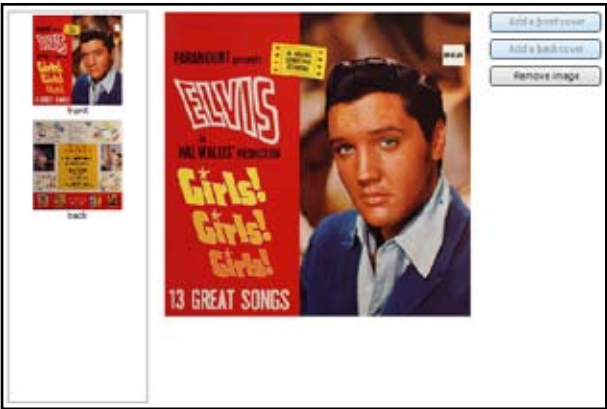 front
back
PARAMOUNT presents
ELVIS
in
HAL WALLIS' PRODUCTION
Girls!
Girls!
Girls!
13 GREAT SONGS
Add a front cover
Add a back cover
Remove image